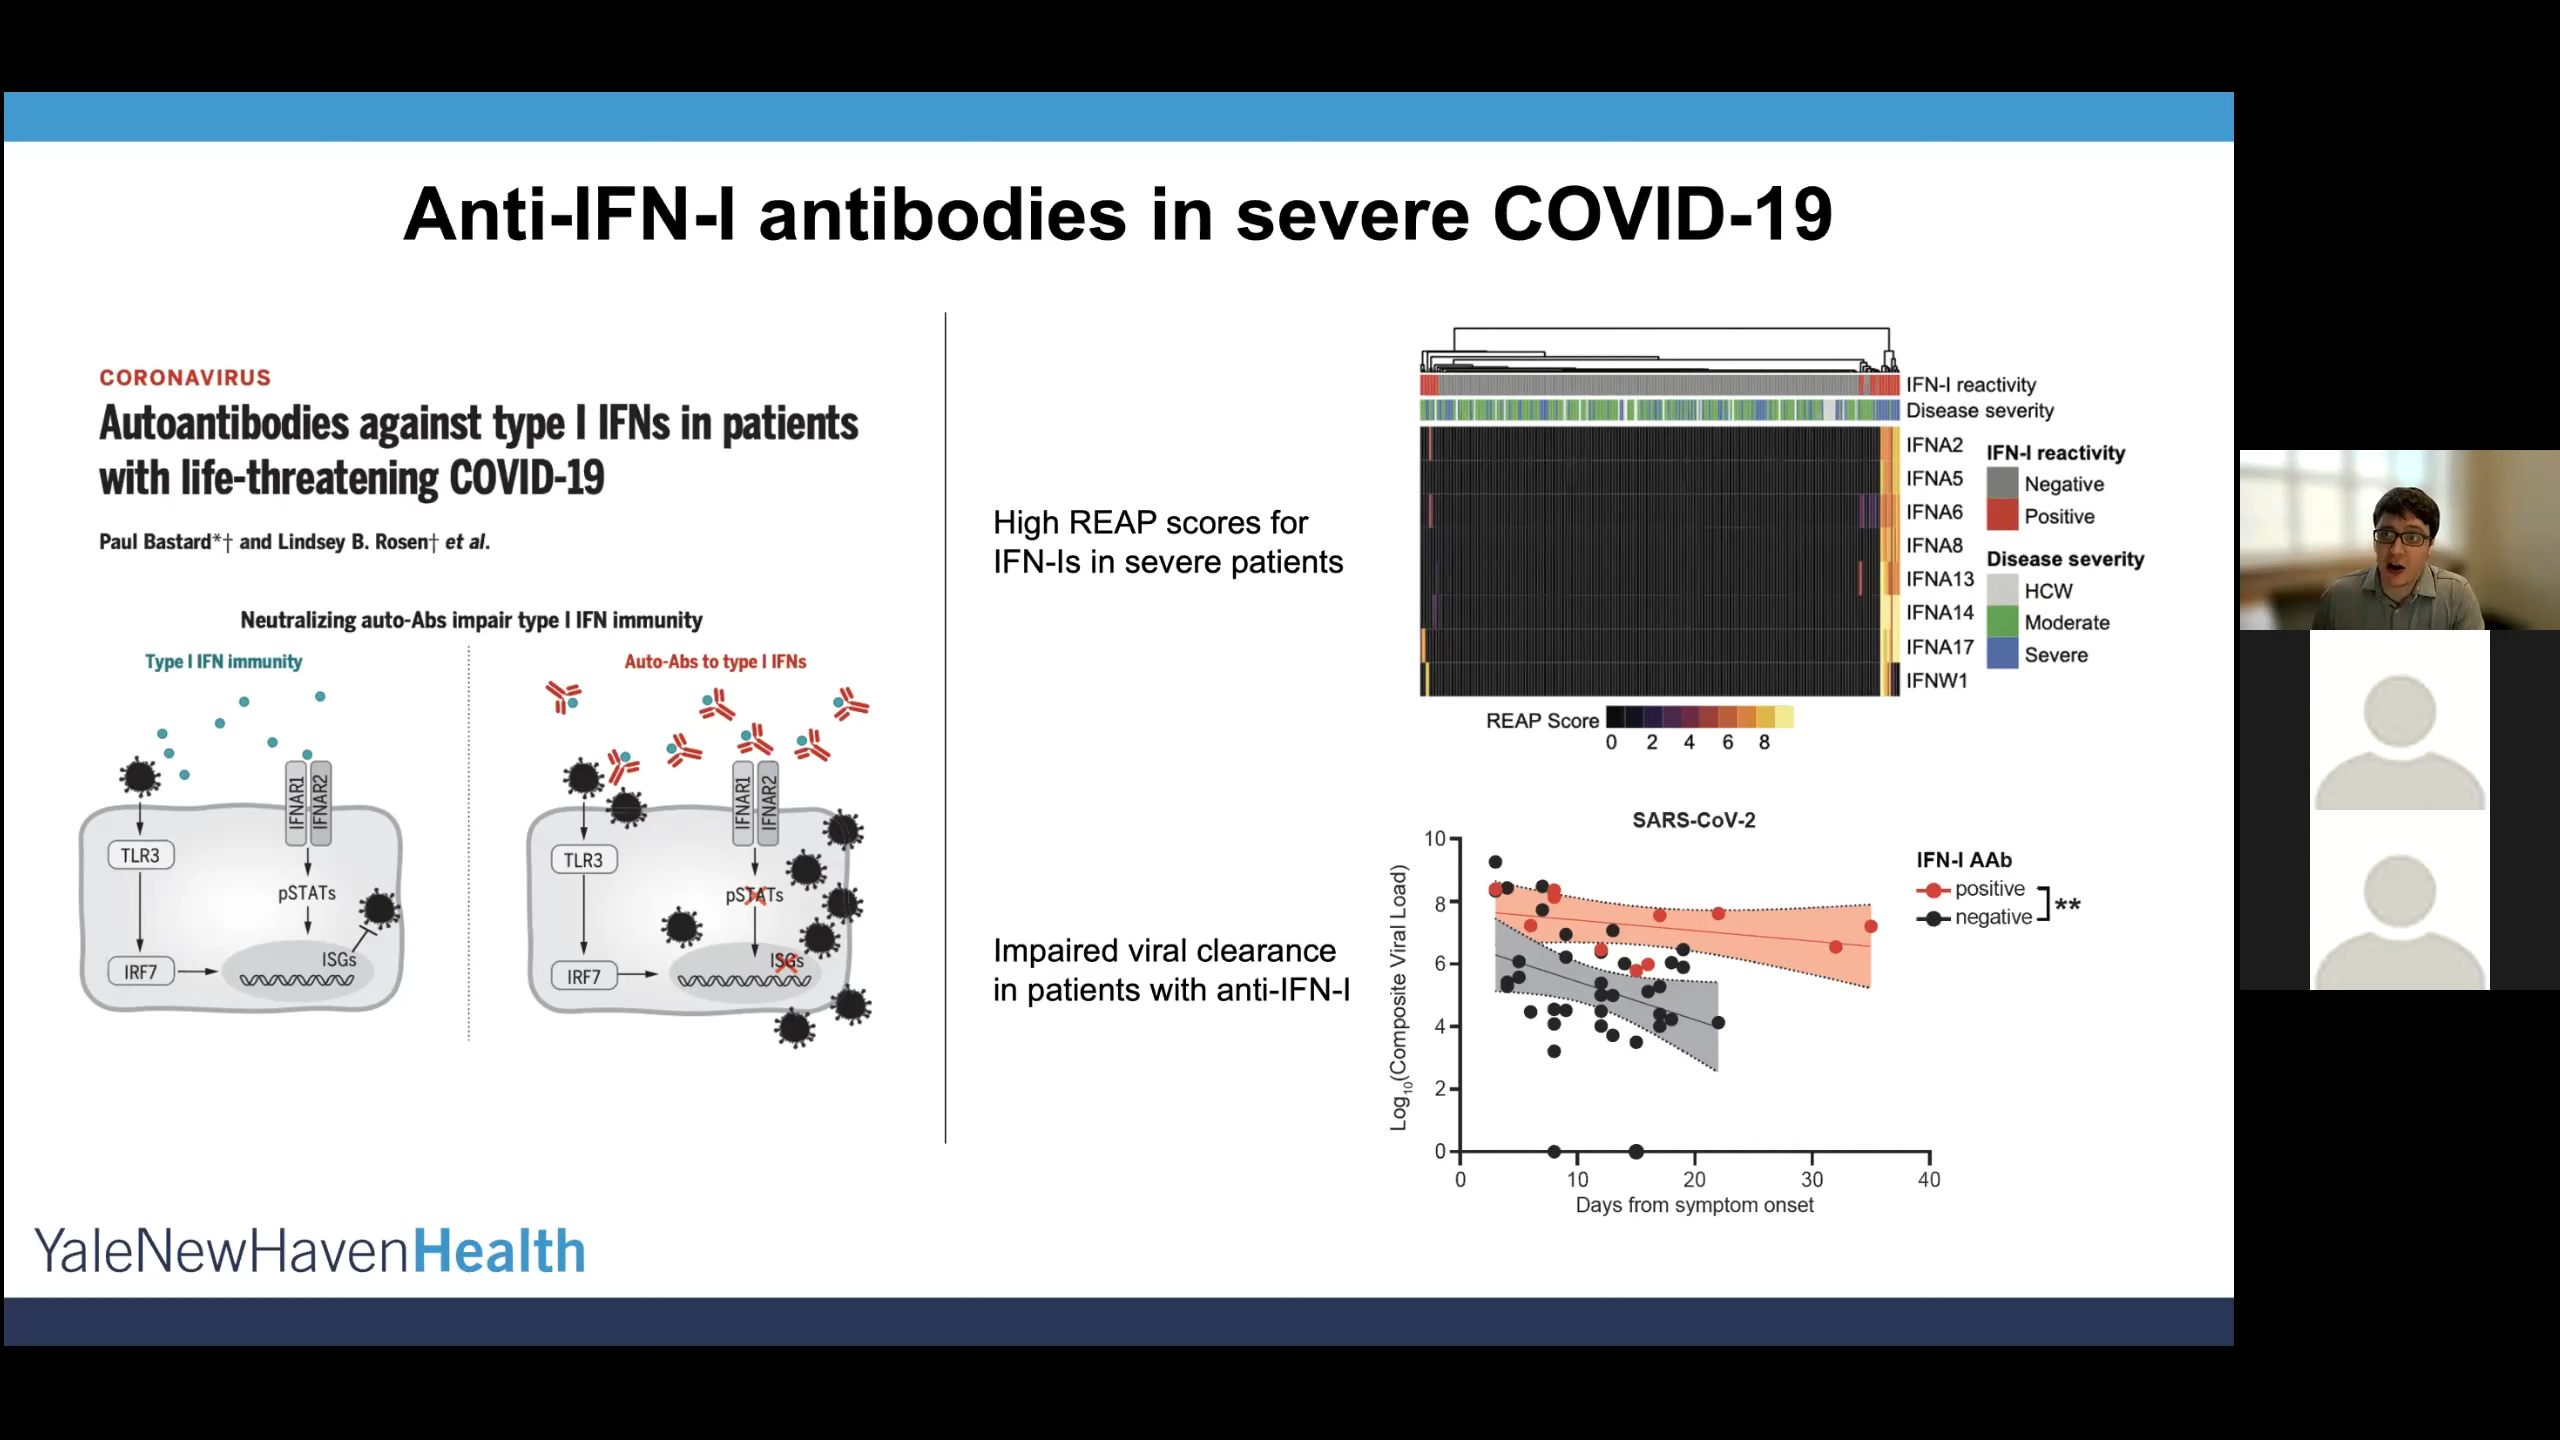 Anti-IFN-I antibodies in severe COVID-19
CORONAVIRUS
Autoantibodies against type I IFNs in patients
with life-threatening COVID-19
Paul Bastard*† and Lindsey B. Rosen† et al.
Neutralizing auto-Abs impair type I IFN immunity
Type I IFN immunity
Auto-Abs to type I IFNs
IFNAR1
IFNAR2
TLR3
pSTATs
ISGs
IRF7
IFNAR1
IFNAR2
TLR3
pSTATs
ISGs
IRF7
High REAP scores for
IFN-Is in severe patients
IFN-I reactivity
Disease severity
IFNA2
IFNA5
IFNA6
IFNA8
IFNA13
IFNA14
IFNA17
IFNW1
IFN-I reactivity
Negative
Positive
Disease severity
HCW
Moderate
Severe
REAP Score
0 2 4 6 8
Impaired viral clearance
in patients with anti-IFN-I
SARS-CoV-2
Log10(Composite Viral Load)
10
8
6
4
2
0
0 10 20 30 40
Days from symptom onset
IFN-I AAb
positive
negative
**
YaleNewHavenHealth